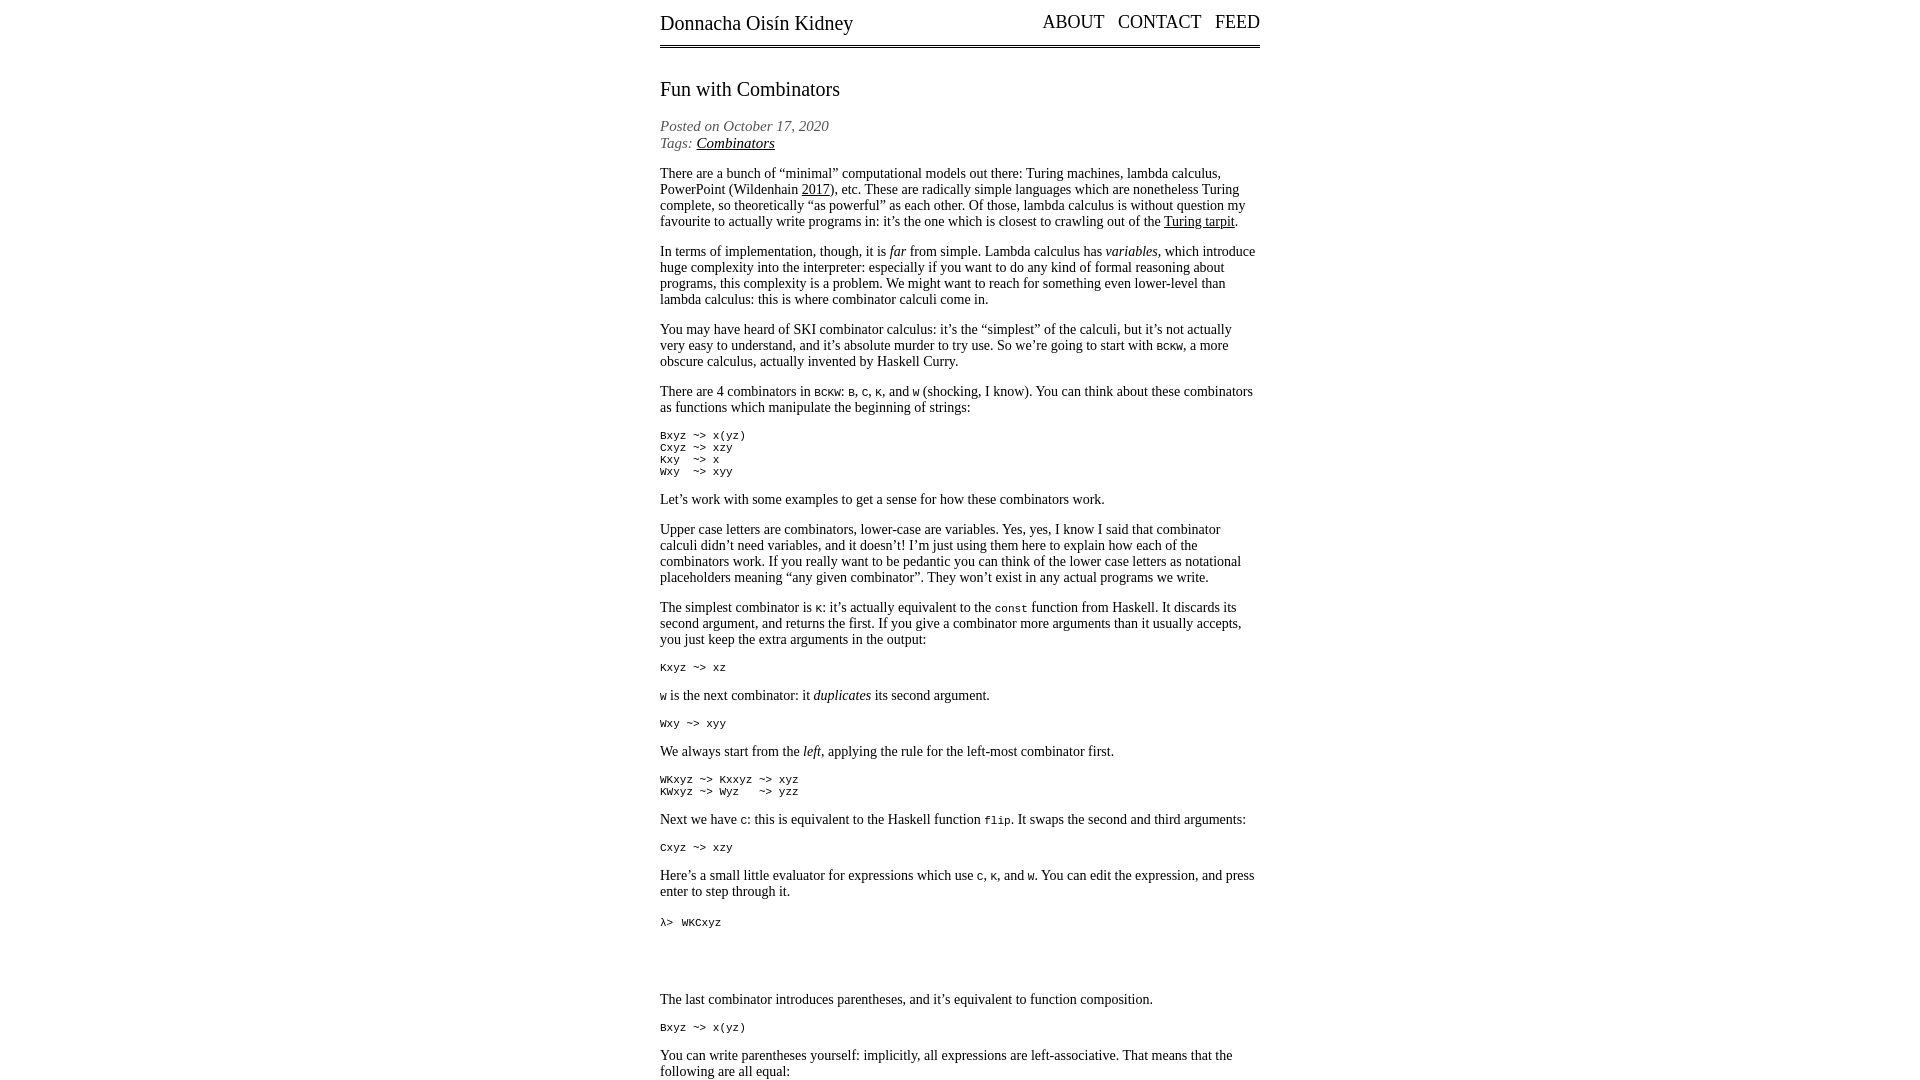 Donnacha Oisín Kidney
ABOUT CONTACT FEED
Fun with Combinators
Posted on October 17, 2020
Tags: Combinators
There are a bunch of “minimal” computational models out there: Turing machines, lambda calculus,
PowerPoint (Wildenhain 2017), etc. These are radically simple languages which are nonetheless Turing
complete, so theoretically “as powerful” as each other. Of those, lambda calculus is without question my
favourite to actually write programs in: it’s the one which is closest to crawling out of the Turing tarpit.
In terms of implementation, though, it is far from simple. Lambda calculus has variables, which introduce
huge complexity into the interpreter: especially if you want to do any kind of formal reasoning about
programs, this complexity is a problem. We might want to reach for something even lower-level than
lambda calculus: this is where combinator calculi come in.
You may have heard of SKI combinator calculus: it’s the “simplest” of the calculi, but it’s not actually
very easy to understand, and it’s absolute murder to try use. So we’re going to start with BCKW, a more
obscure calculus, actually invented by Haskell Curry.
There are 4 combinators in BCKW: B, C, K, and W (shocking, I know). You can think about these combinators
as functions which manipulate the beginning of strings:
Bxyz ~> x(yz)
Cxyz ~> xzy
Kxy  ~> x
Wxy  ~> xyy
Let’s work with some examples to get a sense for how these combinators work.
Upper case letters are combinators, lower-case are variables. Yes, yes, I know I said that combinator
calculi didn’t need variables, and it doesn’t! I’m just using them here to explain how each of the
combinators work. If you really want to be pedantic you can think of the lower case letters as notational
placeholders meaning “any given combinator”. They won’t exist in any actual programs we write.
The simplest combinator is K: it’s actually equivalent to the const function from Haskell. It discards its
second argument, and returns the first. If you give a combinator more arguments than it usually accepts,
you just keep the extra arguments in the output:
Kxyz ~> xz
W is the next combinator: it duplicates its second argument.
Wxy ~> xyy
We always start from the left, applying the rule for the left-most combinator first.
WKxyz ~> Kxxyz ~> xyz
KWxyz ~> Wyz   ~> yzz
Next we have C: this is equivalent to the Haskell function flip. It swaps the second and third arguments:
Cxyz ~> xzy
Here’s a small little evaluator for expressions which use C, K, and W. You can edit the expression, and press
enter to step through it.
λ> WKCxyz
The last combinator introduces parentheses, and it’s equivalent to function composition.
Bxyz ~> x(yz)
You can write parentheses yourself: implicitly, all expressions are left-associative. That means that the
following are all equal: